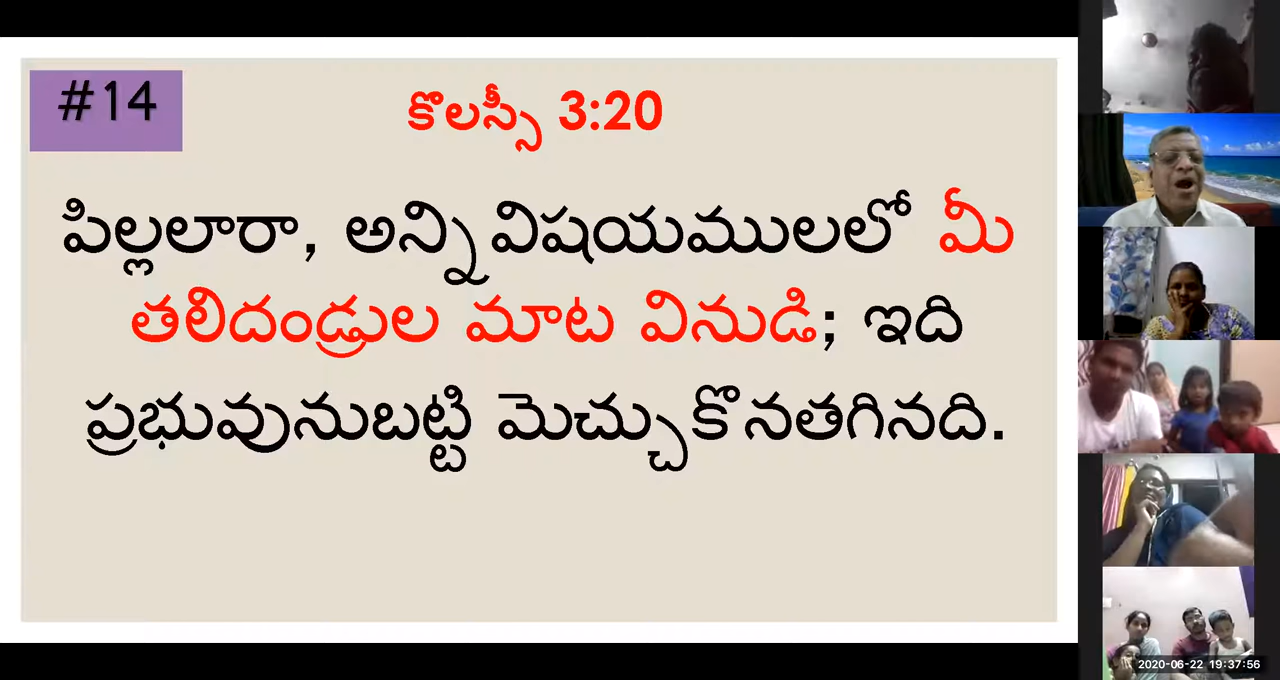 #14
కొలస్సీ 3:20
పిల్లలారా, అన్ని విషయములలో మీ
తలిదండ్రుల మాట వినుడి; ఇది
ప్రభువునుబట్టి మెచ్చుకొనతగినది.
2020-06-22 19:37:56